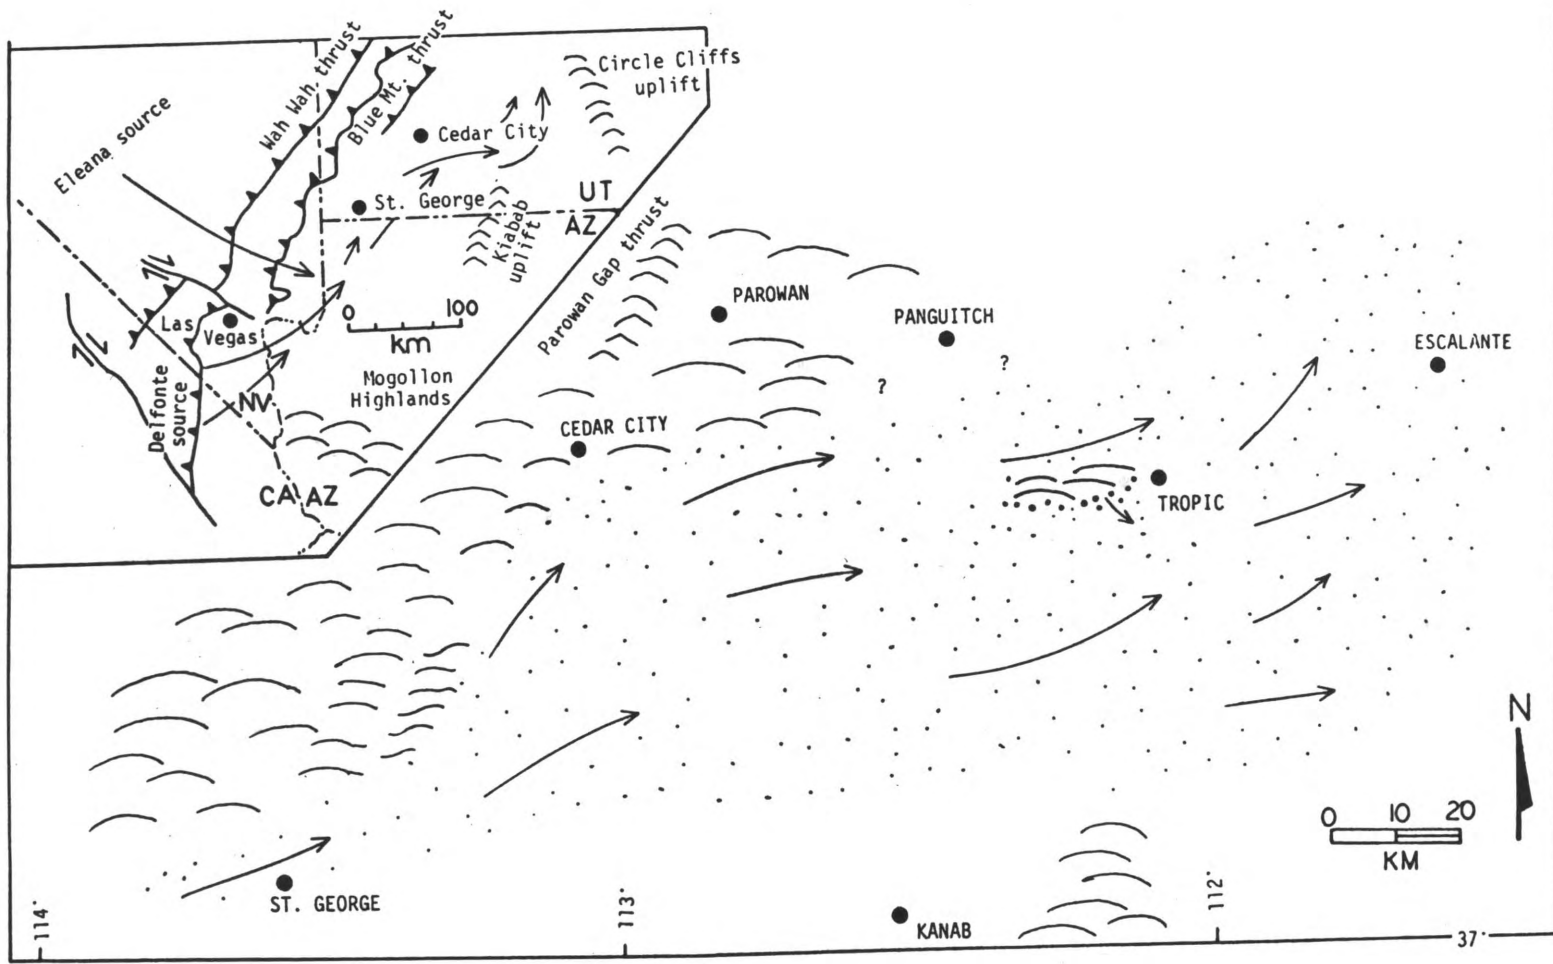 Wah Wah thrust
Blue Mt. thrust
Circle Cliffs
uplift
Eleana source
Cedar City
St. George
UT
AZ
Kiabab
uplift
Parowan Gap thrust
0 100
km
Las
Vegas
Mogollon
Highlands
Delfonte
source
NV
CA AZ
PAROWAN
PANGUITCH
ESCALANTE
?
?
CEDAR CITY
TROPIC
N
0 10 20
KM
ST. GEORGE
KANAB
114°
113°
112°
37°